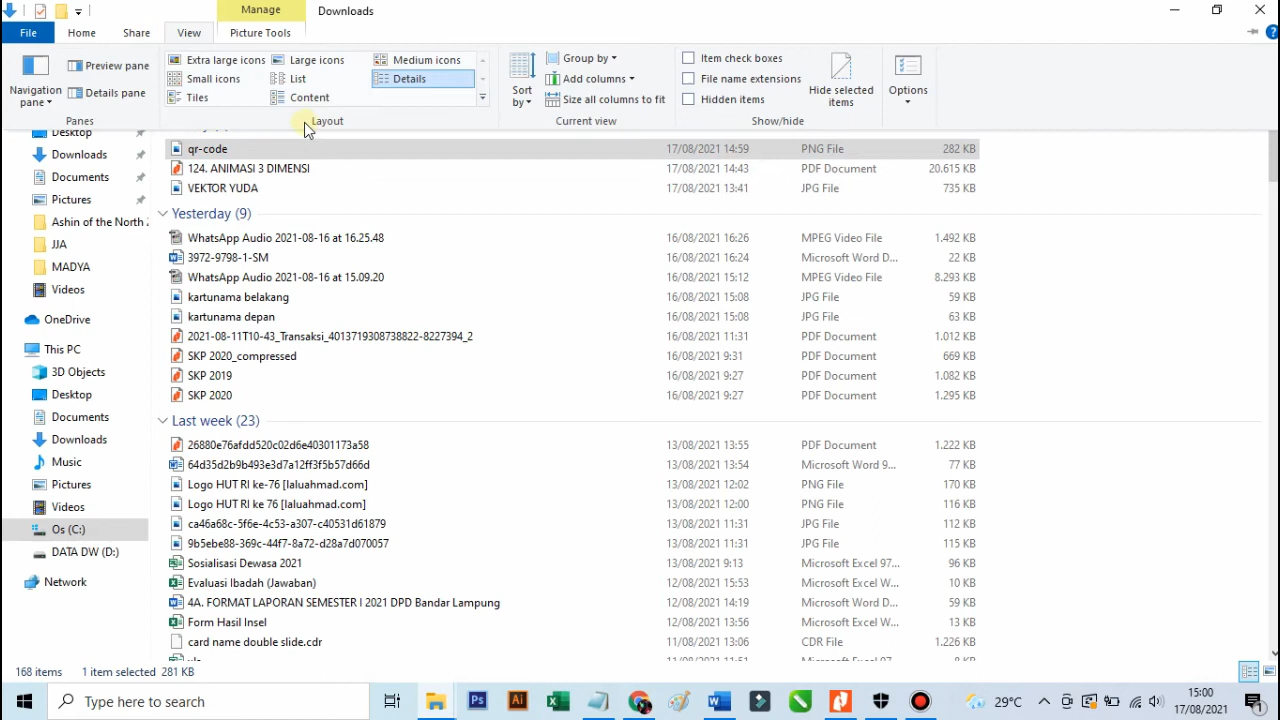 Manage
Downloads
File
Home
Share
View
Picture Tools
Navigation pane
Preview pane
Details pane
Panes
Extra large icons
Large icons
Medium icons
Small icons
List
Details
Tiles
Content
Layout
Sort by
Group by
Add columns
Size all columns to fit
Current view
Item check boxes
File name extensions
Hidden items
Hide selected items
Show/hide
Options
Desktop
Downloads
Documents
Pictures
Ashin of the North
JJA
MADYA
Videos
OneDrive
This PC
3D Objects
Desktop
Documents
Downloads
Music
Pictures
Videos
Os (C:)
DATA DW (D:)
Network
qr-code 17/08/2021 14:59 PNG File 282 KB
124. ANIMASI 3 DIMENSI 17/08/2021 14:43 PDF Document 20.615 KB
VEKTOR YUDA 17/08/2021 13:41 JPG File 735 KB
Yesterday (9)
WhatsApp Audio 2021-08-16 at 16.25.48 16/08/2021 16:26 MPEG Video File 1.492 KB
3972-9798-1-SM 16/08/2021 16:24 Microsoft Word D... 22 KB
WhatsApp Audio 2021-08-16 at 15.09.20 16/08/2021 15:12 MPEG Video File 8.293 KB
kartunama belakang 16/08/2021 15:08 JPG File 59 KB
kartunama depan 16/08/2021 15:08 JPG File 63 KB
2021-08-11T10-43_Transaksi_4013719308738822-8227394_2 16/08/2021 11:31 PDF Document 1.012 KB
SKP 2020_compressed 16/08/2021 9:31 PDF Document 669 KB
SKP 2019 16/08/2021 9:27 PDF Document 1.082 KB
SKP 2020 16/08/2021 9:27 PDF Document 1.295 KB
Last week (23)
26880e76afdd520c02d6e40301173a58 13/08/2021 13:55 PDF Document 1.222 KB
64d35d2b9b493e3d7a12ff3f5b57d66d 13/08/2021 13:54 Microsoft Word 9... 77 KB
Logo HUT RI ke-76 [laluahmad.com] 13/08/2021 12:02 PNG File 170 KB
Logo HUT RI ke 76 [laluahmad.com] 13/08/2021 12:00 PNG File 116 KB
ca46a68c-5f6e-4c53-a307-c40531d61879 13/08/2021 11:31 JPG File 112 KB
9b5ebe88-369c-44f7-8a72-d28a7d070057 13/08/2021 11:31 JPG File 115 KB
Sosialisasi Dewasa 2021 13/08/2021 9:13 Microsoft Excel 97... 96 KB
Evaluasi Ibadah (Jawaban) 12/08/2021 15:53 Microsoft Excel W... 10 KB
4A. FORMAT LAPORAN SEMESTER I 2021 DPD Bandar Lampung 12/08/2021 14:19 Microsoft Word D... 59 KB
Form Hasil Insel 12/08/2021 13:56 Microsoft Excel W... 13 KB
card name double slide.cdr 11/08/2021 13:06 CDR File 1.226 KB
168 items 1 item selected 281 KB
Type here to search
29°C
15:00
17/08/2021